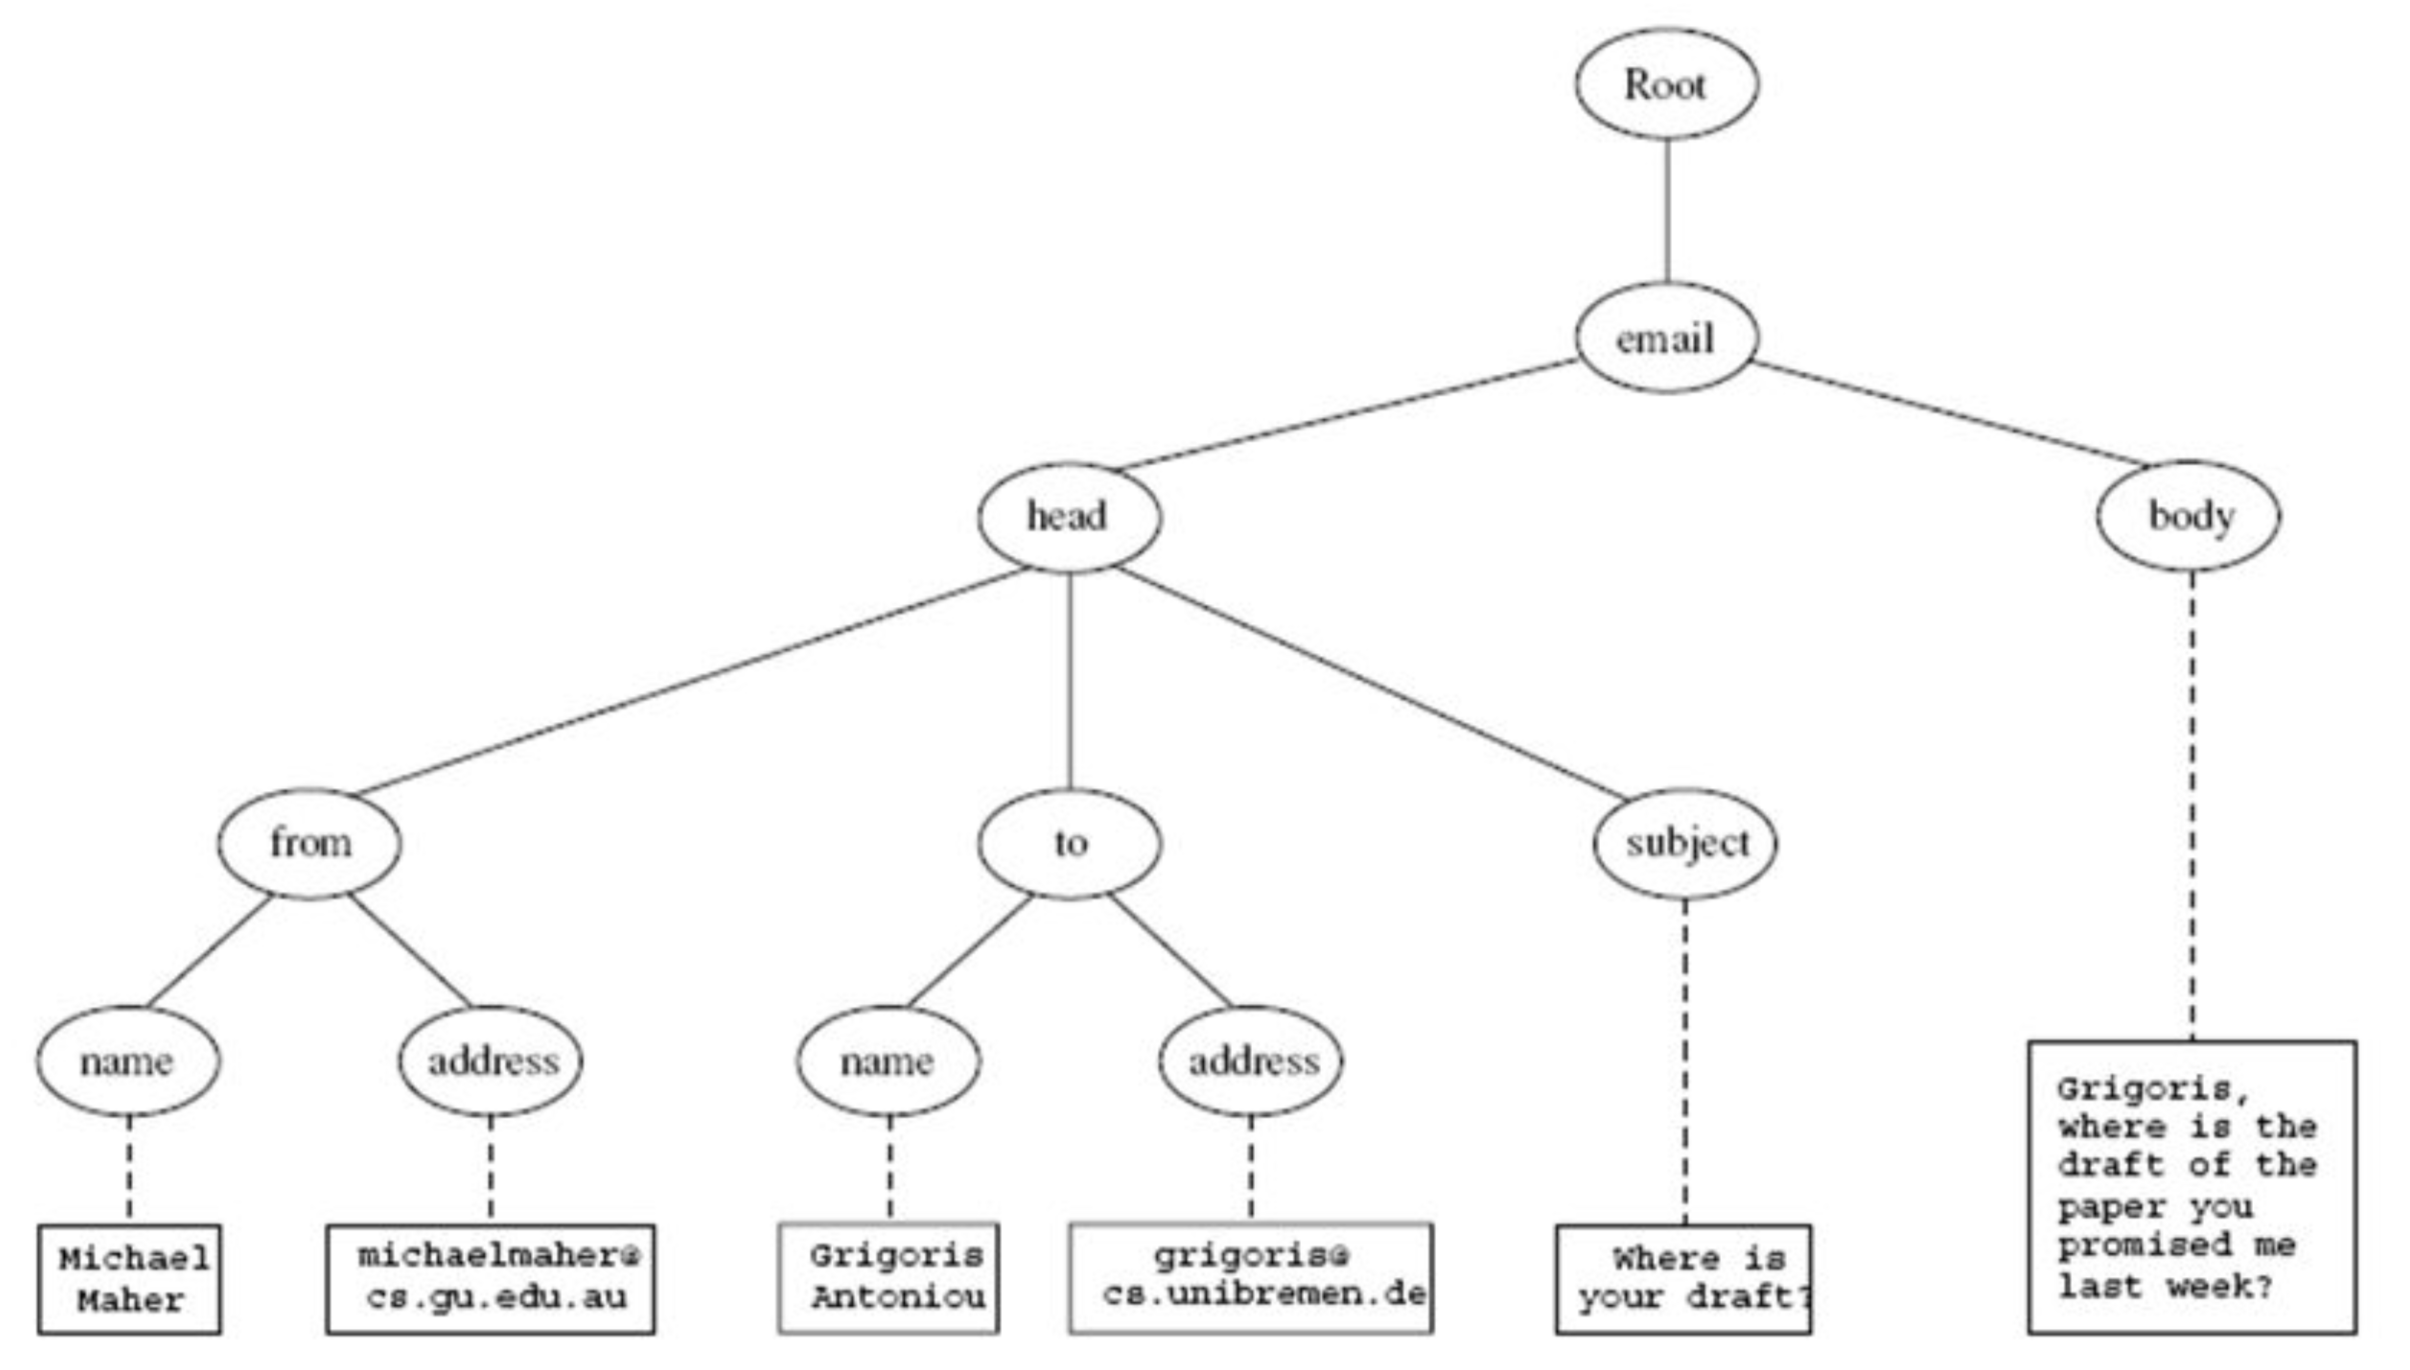 Root
email
head
body
from
to
subject
name
address
name
address
Michael
Maher
michaelmaher@
cs.gu.edu.au
Grigoris
Antoniou
grigoris@
cs.unibremen.de
Where is
your draft?
Grigoris,
where is the
draft of the
paper you
promised me
last week?